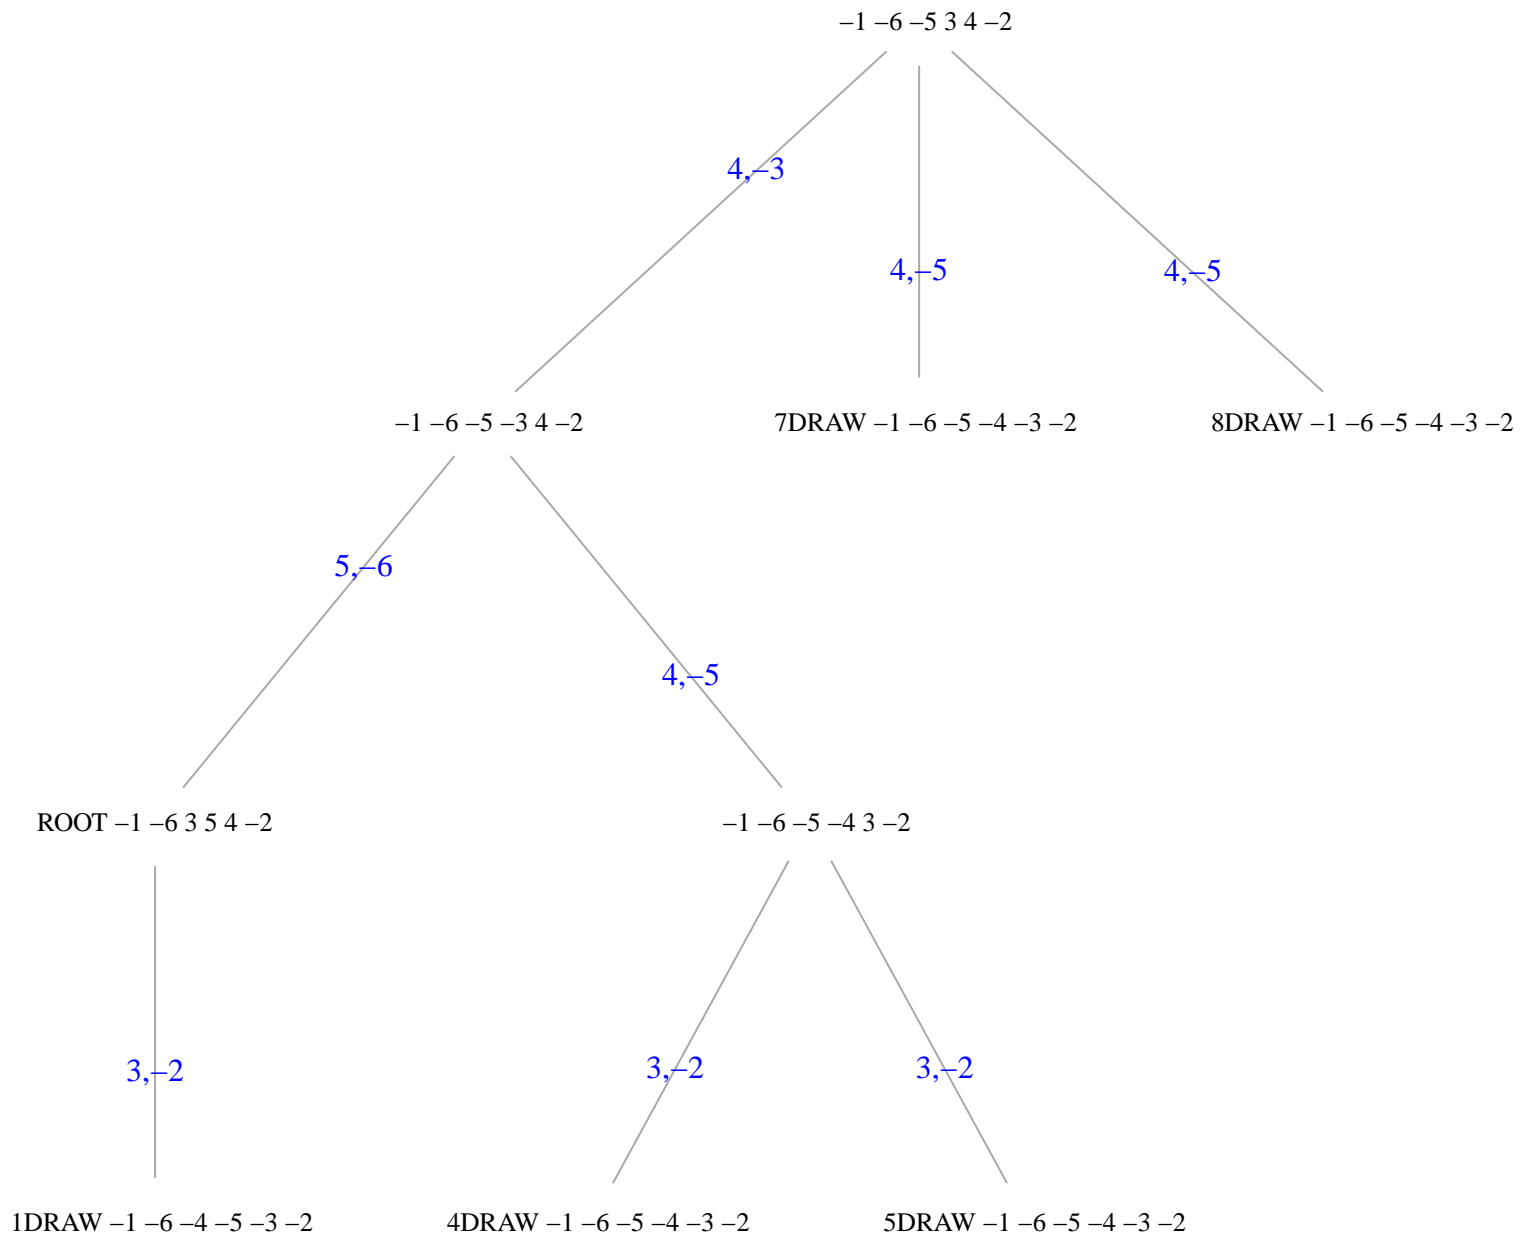 –1 –6 –5 3 4 –2
4,–3
4,–5
4,–5
–1 –6 –5 –3 4 –2
7DRAW –1 –6 –5 –4 –3 –2
8DRAW –1 –6 –5 –4 –3 –2
5,–6
4,–5
ROOT –1 –6 3 5 4 –2
–1 –6 –5 –4 3 –2
3,–2
3,–2
3,–2
1DRAW –1 –6 –4 –5 –3 –2
4DRAW –1 –6 –5 –4 –3 –2
5DRAW –1 –6 –5 –4 –3 –2